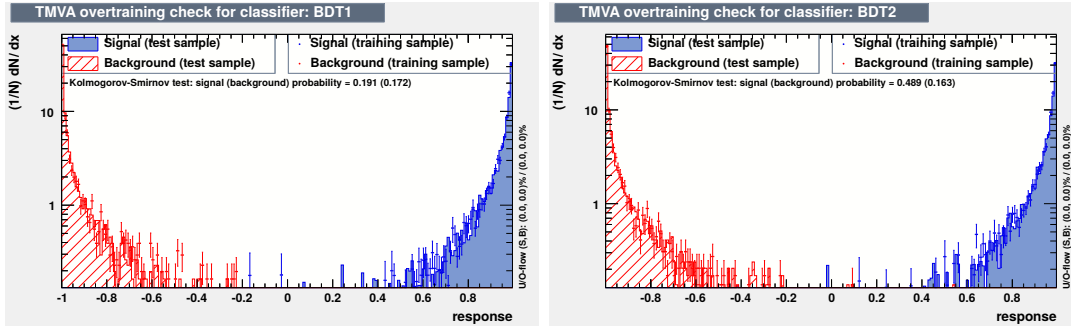 TMVA overtraining check for classifier: BDT1
Signal (test sample)
Background (test sample)
Signal (training sample)
Background (training sample)
Kolmogorov-Smirnov test: signal (background) probability = 0.191 (0.172)
(1/N) dN/ dx
10
1
-1 -0.8 -0.6 -0.4 -0.2 0 0.2 0.4 0.6 0.8
response
U/O-flow (S,B): (0.0, 0.0)% / (0.0, 0.0)%
TMVA overtraining check for classifier: BDT2
Signal (test sample)
Background (test sample)
Signal (training sample)
Background (training sample)
Kolmogorov-Smirnov test: signal (background) probability = 0.489 (0.163)
(1/N) dN/ dx
10
1
-0.8 -0.6 -0.4 -0.2 0 0.2 0.4 0.6 0.8
response
U/O-flow (S,B): (0.0, 0.0)% / (0.0, 0.0)%